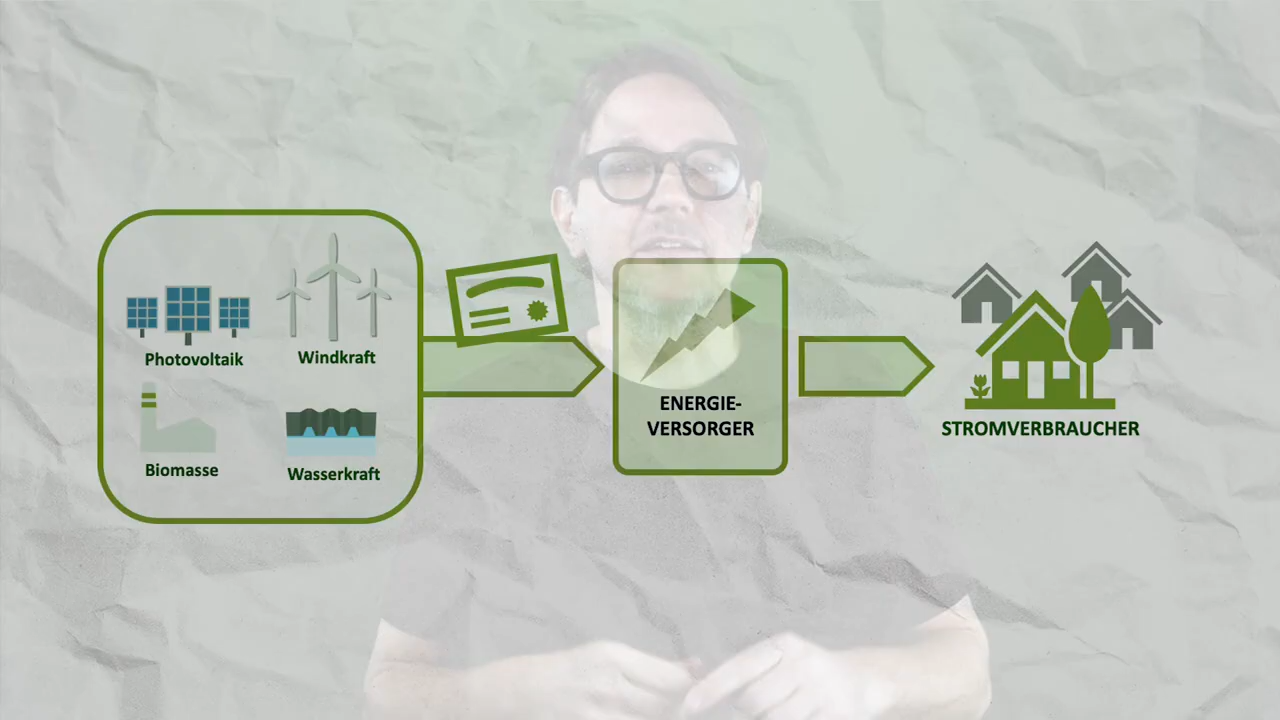 Photovoltaik
Windkraft
Biomasse
Wasserkraft
ENERGIE-
VERSORGER
STROMVERBRAUCHER